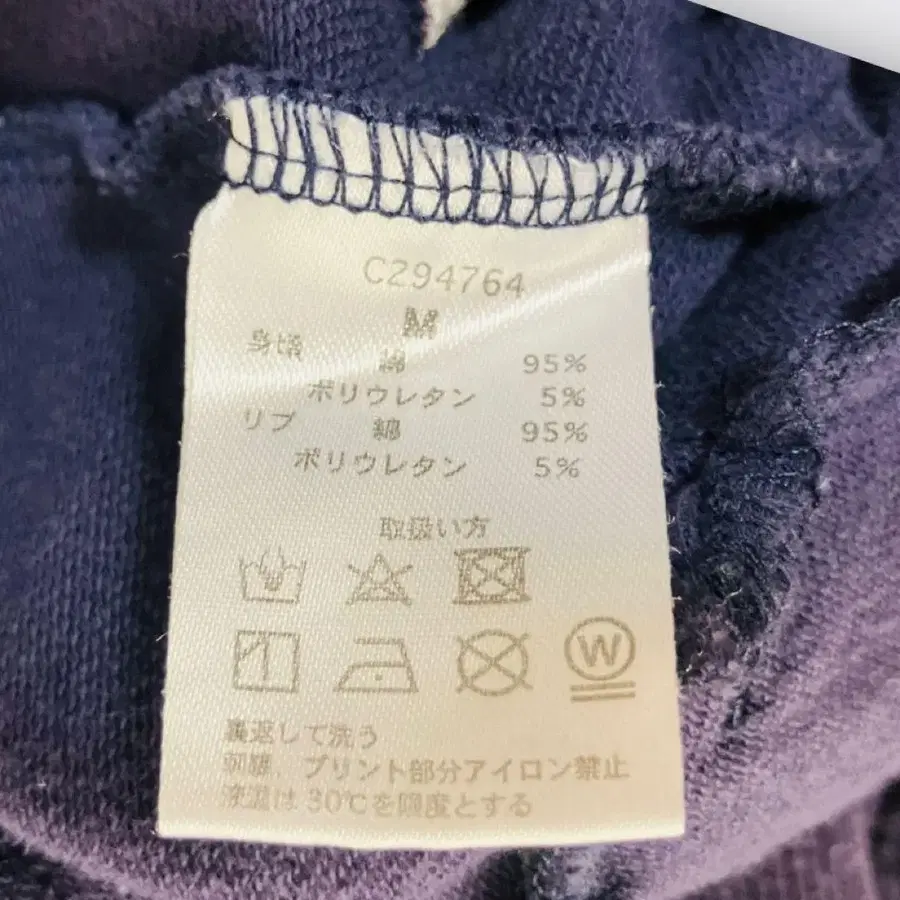 C294764
M
身頃 綿 95%
ポリウレタン 5%
リブ 綿 95%
ポリウレタン 5%
取扱い方
W
裏返して洗う
刺繍、プリント部分アイロン禁止
液温は30℃を限度とする